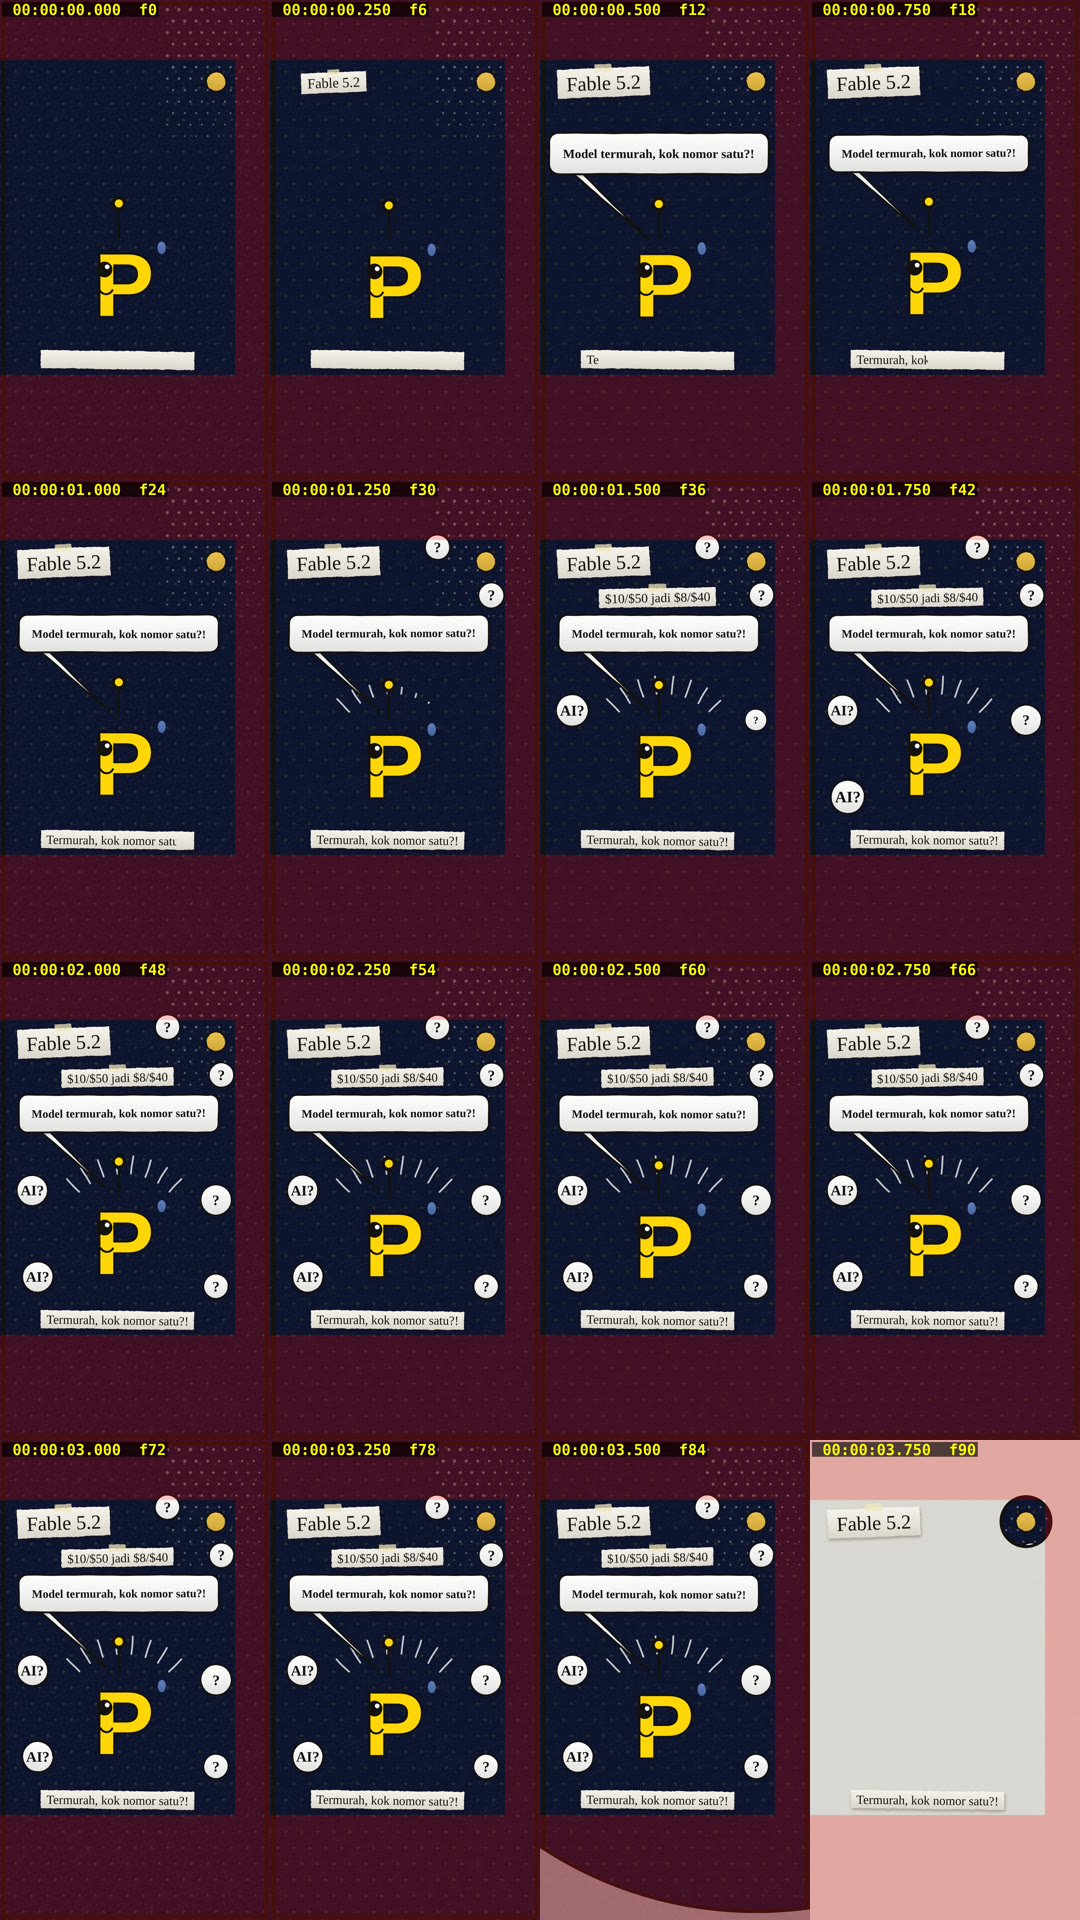 00:00:00.000 f0
00:00:00.250 f6
Fable 5.2
00:00:00.500 f12
Fable 5.2
Model termurah, kok nomor satu?!
P
Te
00:00:00.750 f18
Fable 5.2
Model termurah, kok nomor satu?!
P
Termurah, kok
00:00:01.000 f24
Fable 5.2
Model termurah, kok nomor satu?!
P
Termurah, kok nomor satu
00:00:01.250 f30
?
Fable 5.2
?
Model termurah, kok nomor satu?!
P
Termurah, kok nomor satu?!
00:00:01.500 f36
?
Fable 5.2
$10/$50 jadi $8/$40
?
Model termurah, kok nomor satu?!
AI?
?
P
Termurah, kok nomor satu?!
00:00:01.750 f42
?
Fable 5.2
$10/$50 jadi $8/$40
?
Model termurah, kok nomor satu?!
AI?
?
P
AI?
Termurah, kok nomor satu?!
00:00:02.000 f48
?
Fable 5.2
$10/$50 jadi $8/$40
?
Model termurah, kok nomor satu?!
AI?
?
P
AI?
?
Termurah, kok nomor satu?!
00:00:02.250 f54
?
Fable 5.2
$10/$50 jadi $8/$40
?
Model termurah, kok nomor satu?!
AI?
?
P
AI?
?
Termurah, kok nomor satu?!
00:00:02.500 f60
?
Fable 5.2
$10/$50 jadi $8/$40
?
Model termurah, kok nomor satu?!
AI?
?
P
AI?
?
Termurah, kok nomor satu?!
00:00:02.750 f66
?
Fable 5.2
$10/$50 jadi $8/$40
?
Model termurah, kok nomor satu?!
AI?
?
P
AI?
?
Termurah, kok nomor satu?!
00:00:03.000 f72
?
Fable 5.2
$10/$50 jadi $8/$40
?
Model termurah, kok nomor satu?!
AI?
?
P
AI?
?
Termurah, kok nomor satu?!
00:00:03.250 f78
?
Fable 5.2
$10/$50 jadi $8/$40
?
Model termurah, kok nomor satu?!
AI?
?
P
AI?
?
Termurah, kok nomor satu?!
00:00:03.500 f84
?
Fable 5.2
$10/$50 jadi $8/$40
?
Model termurah, kok nomor satu?!
AI?
?
P
AI?
?
Termurah, kok nomor satu?!
00:00:03.750 f90
Fable 5.2
Termurah, kok nomor satu?!